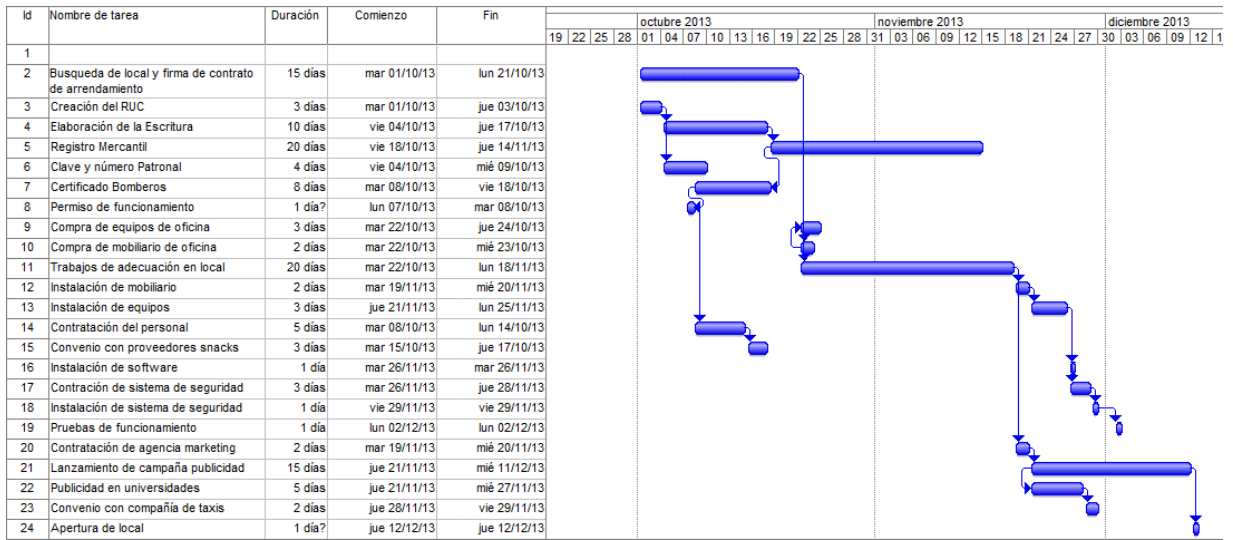 Id Nombre de tarea Duración Comienzo Fin
octubre 2013 noviembre 2013 diciembre 2013
19 22 25 28 01 04 07 10 13 16 19 22 25 28 31 03 06 09 12 15 18 21 24 27 30 03 06 09 12 1
1
2 Busqueda de local y firma de contrato 15 días mar 01/10/13 lun 21/10/13
de arrendamiento
3 Creación del RUC 3 días mar 01/10/13 jue 03/10/13
4 Elaboración de la Escritura 10 días vie 04/10/13 jue 17/10/13
5 Registro Mercantil 20 días vie 18/10/13 jue 14/11/13
6 Clave y número Patronal 4 días vie 04/10/13 mié 09/10/13
7 Certificado Bomberos 8 días mar 08/10/13 vie 18/10/13
8 Permiso de funcionamiento 1 día? lun 07/10/13 mar 08/10/13
9 Compra de equipos de oficina 3 días mar 22/10/13 jue 24/10/13
10 Compra de mobiliario de oficina 2 días mar 22/10/13 mié 23/10/13
11 Trabajos de adecuación en local 20 días mar 22/10/13 lun 18/11/13
12 Instalación de mobiliario 2 días mar 19/11/13 mié 20/11/13
13 Instalación de equipos 3 días jue 21/11/13 lun 25/11/13
14 Contratación del personal 5 días mar 08/10/13 lun 14/10/13
15 Convenio con proveedores snacks 3 días mar 15/10/13 jue 17/10/13
16 Instalación de software 1 día mar 26/11/13 mar 26/11/13
17 Contración de sistema de seguridad 3 días mar 26/11/13 jue 28/11/13
18 Instalación de sistema de seguridad 1 día vie 29/11/13 vie 29/11/13
19 Pruebas de funcionamiento 1 día lun 02/12/13 lun 02/12/13
20 Contratación de agencia marketing 2 días mar 19/11/13 mié 20/11/13
21 Lanzamiento de campaña publicidad 15 días jue 21/11/13 mié 11/12/13
22 Publicidad en universidades 5 días jue 21/11/13 mié 27/11/13
23 Convenio con compañía de taxis 2 días jue 28/11/13 vie 29/11/13
24 Apertura de local 1 día? jue 12/12/13 jue 12/12/13